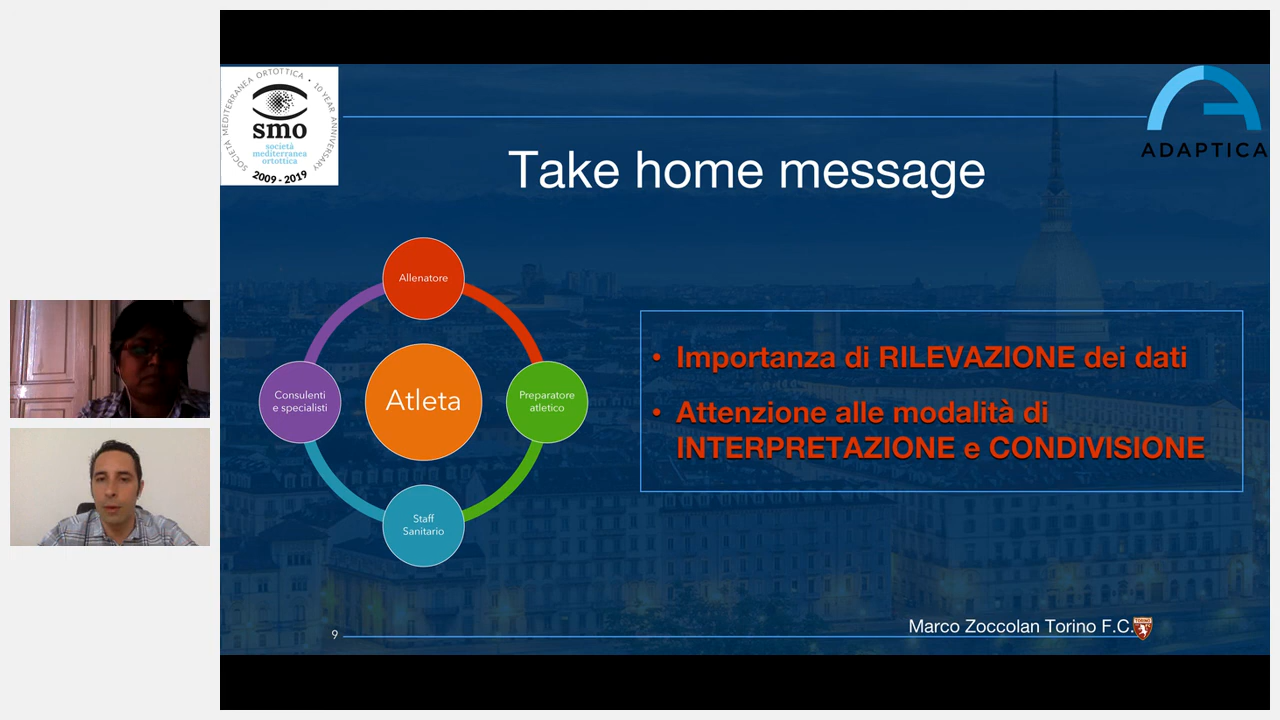 SOCIETÀ MEDITERRANEA ORTOTTICA • 10 YEAR ANNIVERSARY
smo
società
mediterranea
ortottica
2009 - 2019
ADAPTICA
Take home message
Allenatore
Consulenti
e specialisti
Atleta
Preparatore
atletico
Staff
Sanitario
• Importanza di RILEVAZIONE dei dati
• Attenzione alle modalità di
INTERPRETAZIONE e CONDIVISIONE
9
Marco Zoccolan Torino F.C.
TORINO